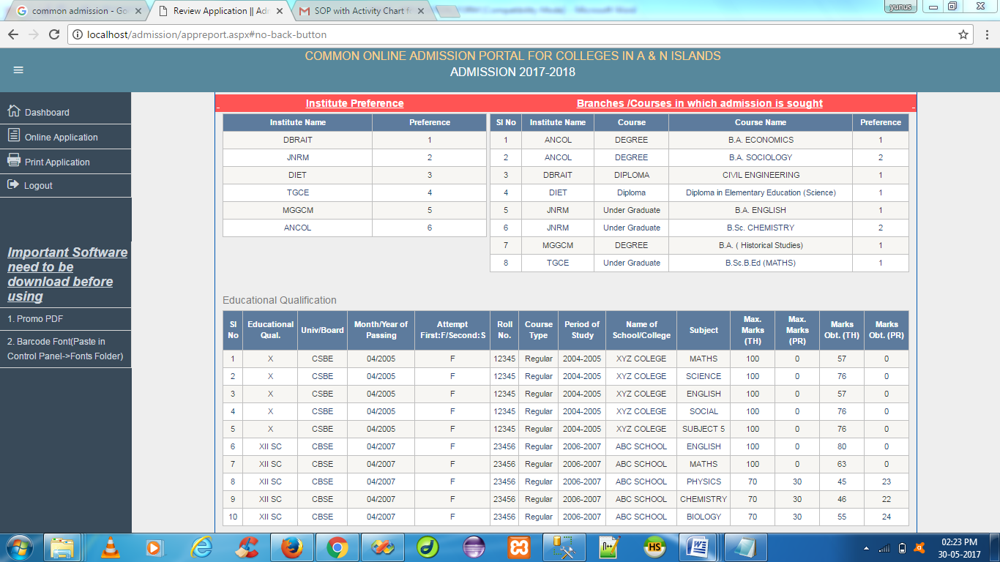 common admission - Go
Review Application || Adr
SOP with Activity Chart f
Microsoft Word
yunus
localhost/admission/appreport.aspx#no-back-button
COMMON ONLINE ADMISSION PORTAL FOR COLLEGES IN A & N ISLANDS
ADMISSION 2017-2018
Dashboard
Online Application
Print Application
Logout
Important Software
need to be
download before
using
1. Promo PDF
2. Barcode Font(Paste in
Control Panel->Fonts Folder)
Institute Preference
Institute Name Preference
DBRAIT 1
JNRM 2
DIET 3
TGCE 4
MGGCM 5
ANCOL 6
Branches /Courses in which admission is sought
Sl No Institute Name Course Course Name Preference
1 ANCOL DEGREE B.A. ECONOMICS 1
2 ANCOL DEGREE B.A. SOCIOLOGY 2
3 DBRAIT DIPLOMA CIVIL ENGINEERING 1
4 DIET Diploma Diploma in Elementary Education (Science) 1
5 JNRM Under Graduate B.A. ENGLISH 1
6 JNRM Under Graduate B.Sc. CHEMISTRY 2
7 MGGCM DEGREE B.A. ( Historical Studies) 1
8 TGCE Under Graduate B.Sc.B.Ed (MATHS) 1
Educational Qualification
Sl No Educational Qual. Univ/Board Month/Year of Passing Attempt First:F/Second:S Roll No. Course Type Period of Study Name of School/College Subject Max. Marks (TH) Max. Marks (PR) Marks Obt. (TH) Marks Obt. (PR)
1 X CSBE 04/2005 F 12345 Regular 2004-2005 XYZ COLEGE MATHS 100 0 57 0
2 X CSBE 04/2005 F 12345 Regular 2004-2005 XYZ COLEGE SCIENCE 100 0 76 0
3 X CSBE 04/2005 F 12345 Regular 2004-2005 XYZ COLEGE ENGLISH 100 0 57 0
4 X CSBE 04/2005 F 12345 Regular 2004-2005 XYZ COLEGE SOCIAL 100 0 76 0
5 X CSBE 04/2005 F 12345 Regular 2004-2005 XYZ COLEGE SUBJECT 5 100 0 76 0
6 XII SC CBSE 04/2007 F 23456 Regular 2006-2007 ABC SCHOOL ENGLISH 100 0 80 0
7 XII SC CBSE 04/2007 F 23456 Regular 2006-2007 ABC SCHOOL MATHS 100 0 63 0
8 XII SC CBSE 04/2007 F 23456 Regular 2006-2007 ABC SCHOOL PHYSICS 70 30 45 23
9 XII SC CBSE 04/2007 F 23456 Regular 2006-2007 ABC SCHOOL CHEMISTRY 70 30 46 22
10 XII SC CBSE 04/2007 F 23456 Regular 2006-2007 ABC SCHOOL BIOLOGY 70 30 55 24
n++
HS
02:23 PM
30-05-2017